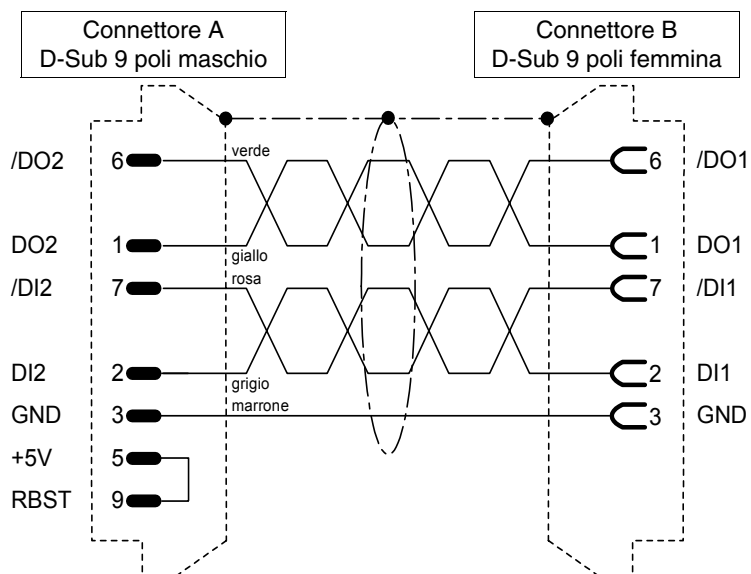 Connettore A
D-Sub 9 poli maschio
Connettore B
D-Sub 9 poli femmina
/DO2 6 verde 6 /DO1
DO2 1 giallo 1 DO1
/DI2 7 rosa 7 /DI1
DI2 2 grigio 2 DI1
GND 3 marrone 3 GND
+5V 5
RBST 9